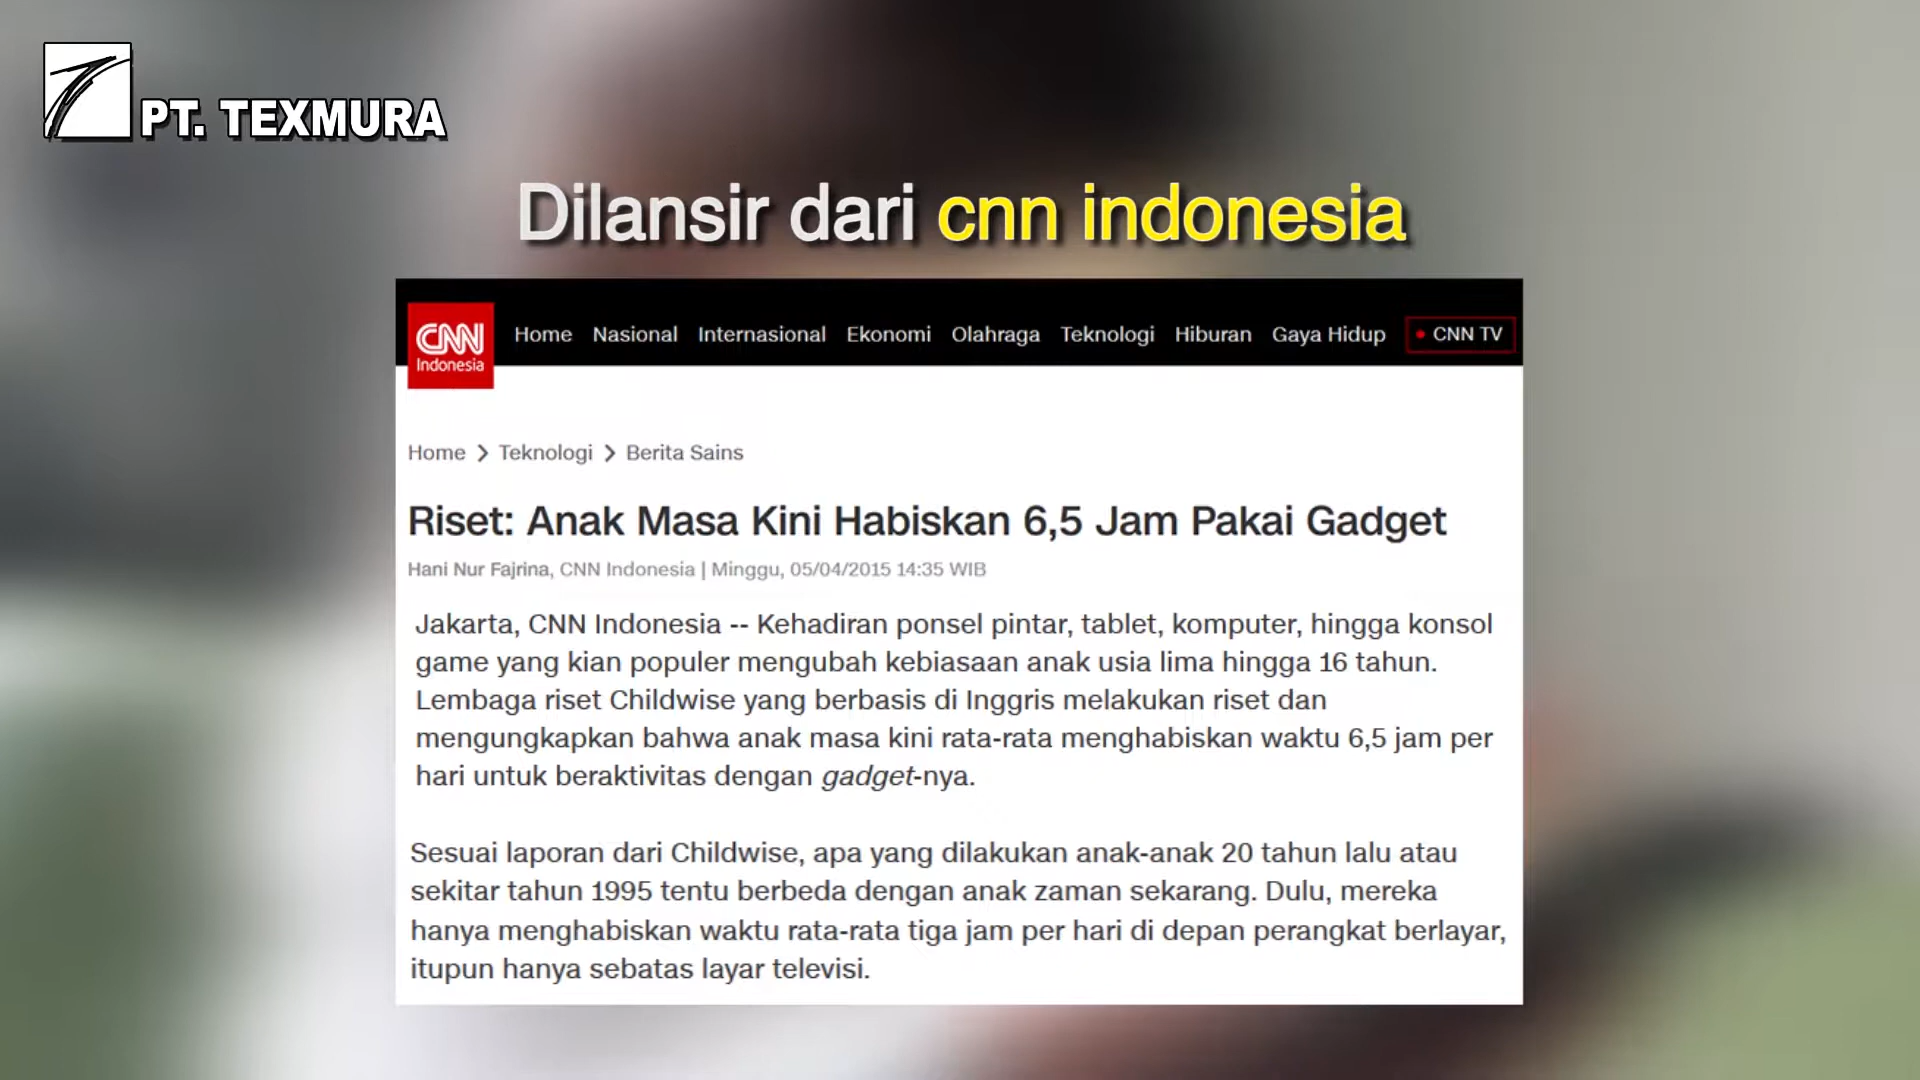 PT. TEXMURA
Dilansir dari cnn indonesia
CNN Indonesia
Home Nasional Internasional Ekonomi Olahraga Teknologi Hiburan Gaya Hidup CNN TV
Home > Teknologi > Berita Sains
Riset: Anak Masa Kini Habiskan 6,5 Jam Pakai Gadget
Hani Nur Fajrina, CNN Indonesia | Minggu, 05/04/2015 14:35 WIB
Jakarta, CNN Indonesia -- Kehadiran ponsel pintar, tablet, komputer, hingga konsol
game yang kian populer mengubah kebiasaan anak usia lima hingga 16 tahun.
Lembaga riset Childwise yang berbasis di Inggris melakukan riset dan
mengungkapkan bahwa anak masa kini rata-rata menghabiskan waktu 6,5 jam per
hari untuk beraktivitas dengan gadget-nya.
Sesuai laporan dari Childwise, apa yang dilakukan anak-anak 20 tahun lalu atau
sekitar tahun 1995 tentu berbeda dengan anak zaman sekarang. Dulu, mereka
hanya menghabiskan waktu rata-rata tiga jam per hari di depan perangkat berlayar,
itupun hanya sebatas layar televisi.